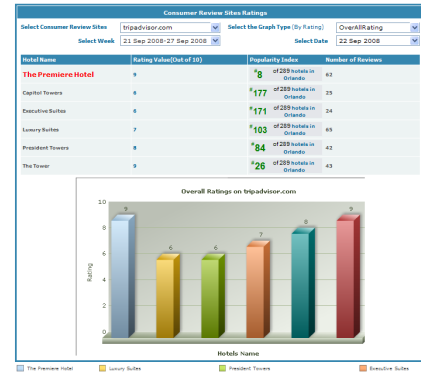 Consumer Review Sites Ratings
Select Consumer Review Sites tripadvisor.com Select the Graph Type (By Rating) OverAllRating
Select Week 21 Sep 2008-27 Sep 2008 Select Date 22 Sep 2008
Hotel Name Rating Value(Out of 10) Popularity Index Number of Reviews
The Premiere Hotel 9 #8 of 289 hotels in Orlando 62
Capitol Towers 6 #177 of 289 hotels in Orlando 25
Executive Suites 6 #171 of 289 hotels in Orlando 24
Luxury Suites 7 #103 of 289 hotels in Orlando 65
President Towers 8 #84 of 289 hotels in Orlando 42
The Tower 9 #26 of 289 hotels in Orlando 43
Overall Ratings on tripadvisor.com
10
8
6
4
2
0
Rating
9 6 6 7 8 9
Hotels Name
The Premiere Hotel Luxury Suites President Towers Executive Suites